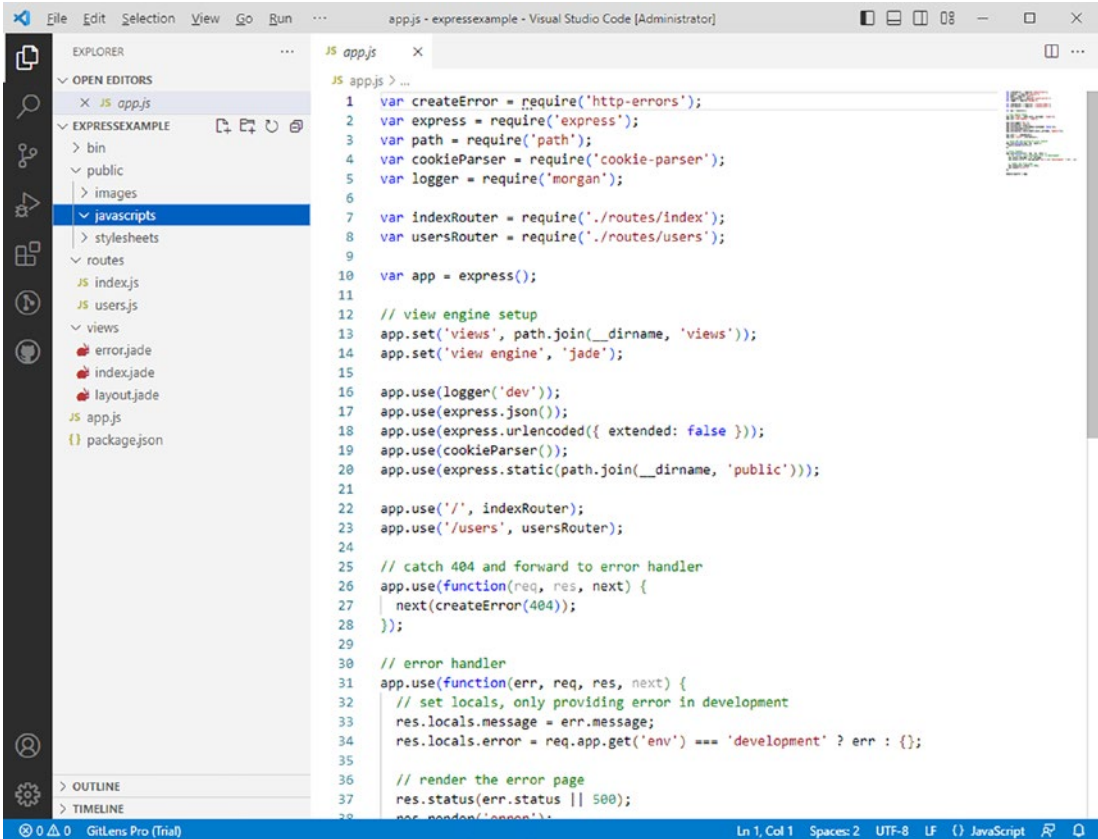 File Edit Selection View Go Run ··· app.js - expressexample - Visual Studio Code [Administrator]
EXPLORER ···
OPEN EDITORS
JS app.js
EXPRESSEXAMPLE
bin
public
images
javascripts
stylesheets
routes
JS index.js
JS users.js
views
error.jade
index.jade
layout.jade
JS app.js
{} package.json
OUTLINE
TIMELINE
JS app.js
JS app.js > ...
1 var createError = require('http-errors');
2 var express = require('express');
3 var path = require('path');
4 var cookieParser = require('cookie-parser');
5 var logger = require('morgan');
6
7 var indexRouter = require('./routes/index');
8 var usersRouter = require('./routes/users');
9
10 var app = express();
11
12 // view engine setup
13 app.set('views', path.join(__dirname, 'views'));
14 app.set('view engine', 'jade');
15
16 app.use(logger('dev'));
17 app.use(express.json());
18 app.use(express.urlencoded({ extended: false }));
19 app.use(cookieParser());
20 app.use(express.static(path.join(__dirname, 'public')));
21
22 app.use('/', indexRouter);
23 app.use('/users', usersRouter);
24
25 // catch 404 and forward to error handler
26 app.use(function(req, res, next) {
27 next(createError(404));
28 });
29
30 // error handler
31 app.use(function(err, req, res, next) {
32 // set locals, only providing error in development
33 res.locals.message = err.message;
34 res.locals.error = req.app.get('env') === 'development' ? err : {};
35
36 // render the error page
37 res.status(err.status || 500);
38 res.render('error');
0 0 GitLens Pro (Trial) Ln 1, Col 1 Spaces: 2 UTF-8 LF {} JavaScript